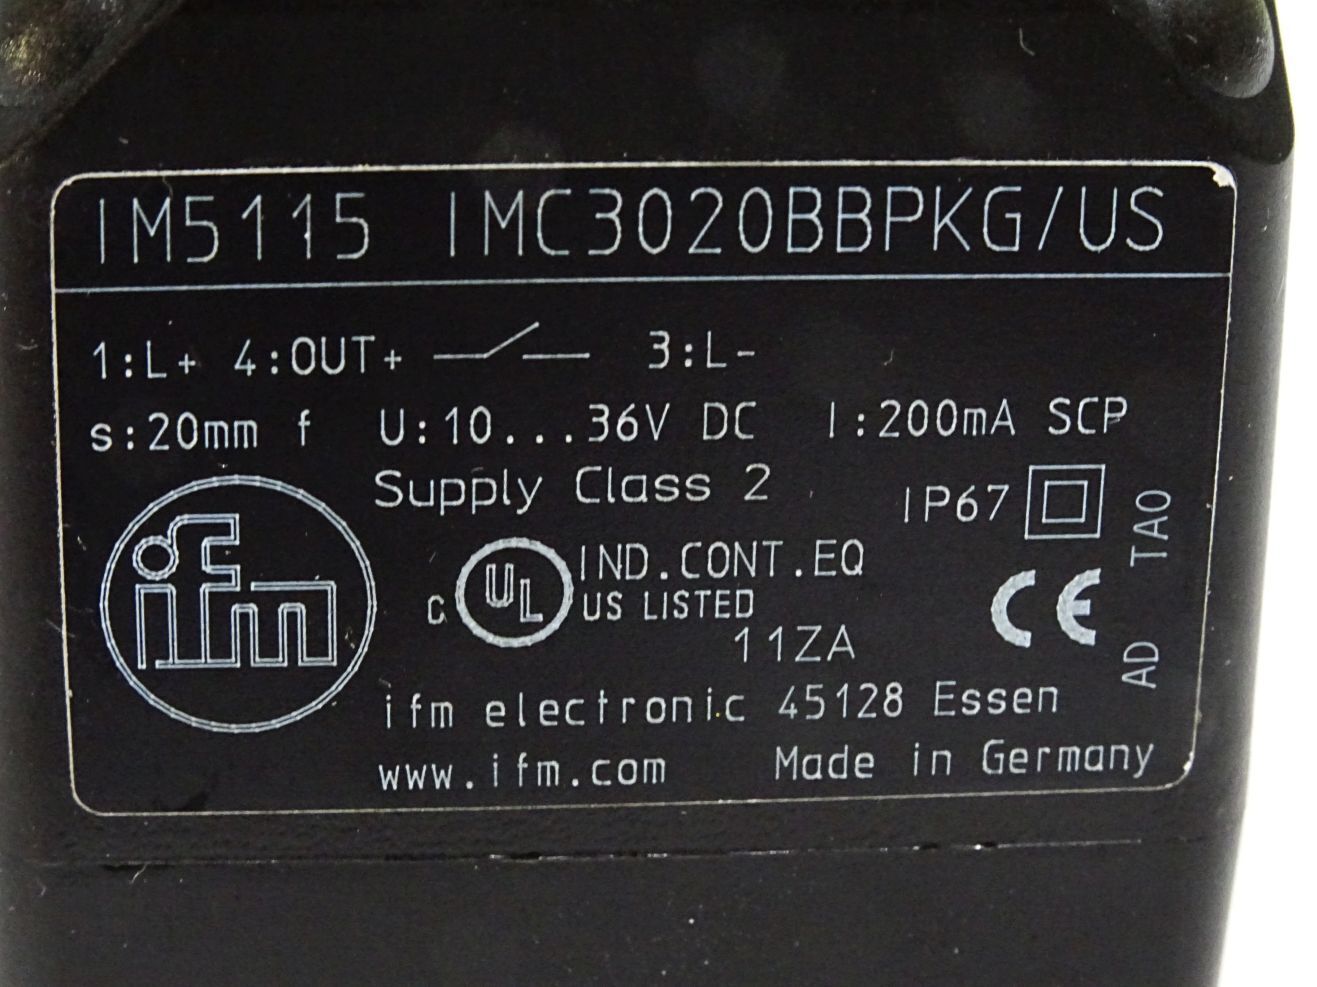 IM5115 IMC3020BBPKG/US
1:L+ 4:OUT+ 3:L-
s:20mm f U:10...36V DC I:200mA SCP
Supply Class 2
IP67
ifm
c UL IND.CONT.EQ
US LISTED
11ZA
CE
AD TAO
ifm electronic 45128 Essen
www.ifm.com Made in Germany